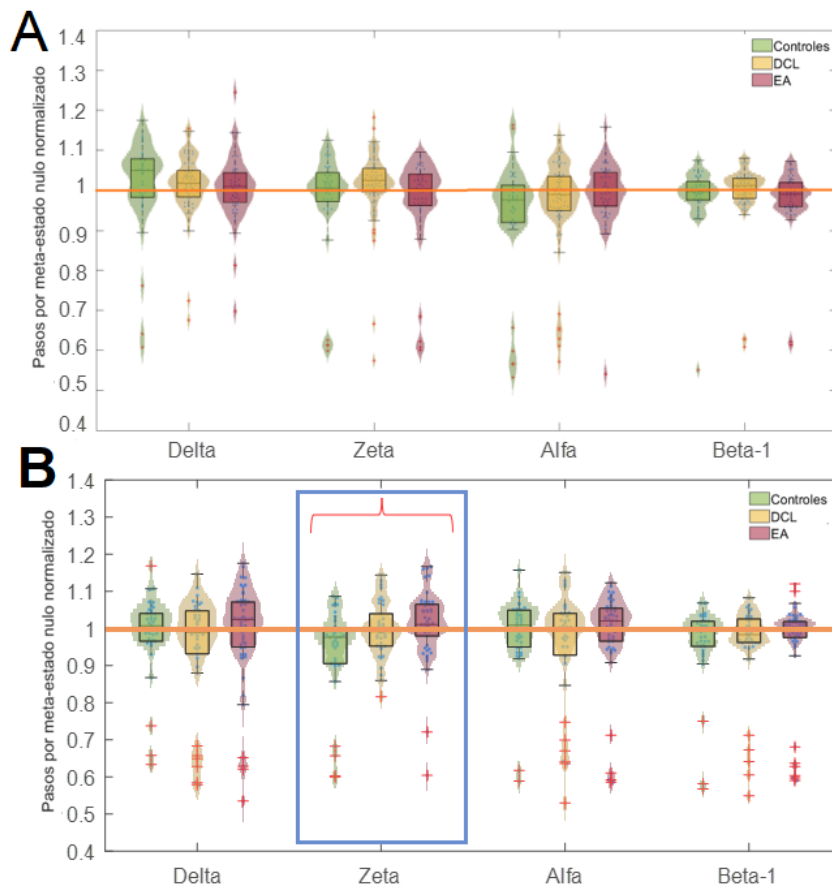 A
Pasos por meta-estado nulo normalizado
1.4
1.3
1.2
1.1
1
0.9
0.8
0.7
0.6
0.5
0.4
Controles
DCL
EA
Delta Zeta Alfa Beta-1
B
Pasos por meta-estado nulo normalizado
1.4
1.3
1.2
1.1
1
0.9
0.8
0.7
0.6
0.5
0.4
Controles
DCL
EA
Delta Zeta Alfa Beta-1